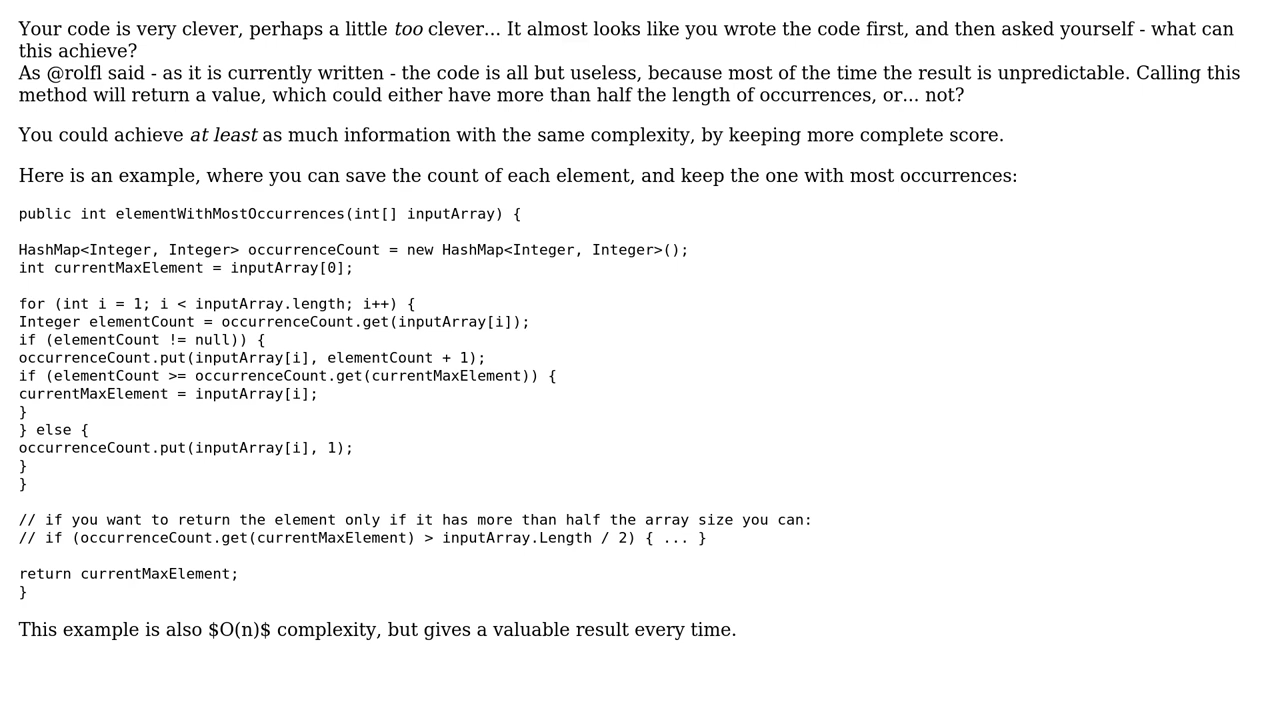 Your code is very clever, perhaps a little too clever... It almost looks like you wrote the code first, and then asked yourself - what can
this achieve?
As @rolfl said - as it is currently written - the code is all but useless, because most of the time the result is unpredictable. Calling this
method will return a value, which could either have more than half the length of occurrences, or... not?
You could achieve at least as much information with the same complexity, by keeping more complete score.
Here is an example, where you can save the count of each element, and keep the one with most occurrences:
public int elementWithMostOccurrences(int[] inputArray) {
HashMap<Integer, Integer> occurrenceCount = new HashMap<Integer, Integer>();
int currentMaxElement = inputArray[0];
for (int i = 1; i < inputArray.length; i++) {
Integer elementCount = occurrenceCount.get(inputArray[i]);
if (elementCount != null)) {
occurrenceCount.put(inputArray[i], elementCount + 1);
if (elementCount >= occurrenceCount.get(currentMaxElement)) {
currentMaxElement = inputArray[i];
}
} else {
occurrenceCount.put(inputArray[i], 1);
}
}
// if you want to return the element only if it has more than half the array size you can:
// if (occurrenceCount.get(currentMaxElement) > inputArray.Length / 2) { ... }
return currentMaxElement;
}
This example is also $O(n)$ complexity, but gives a valuable result every time.